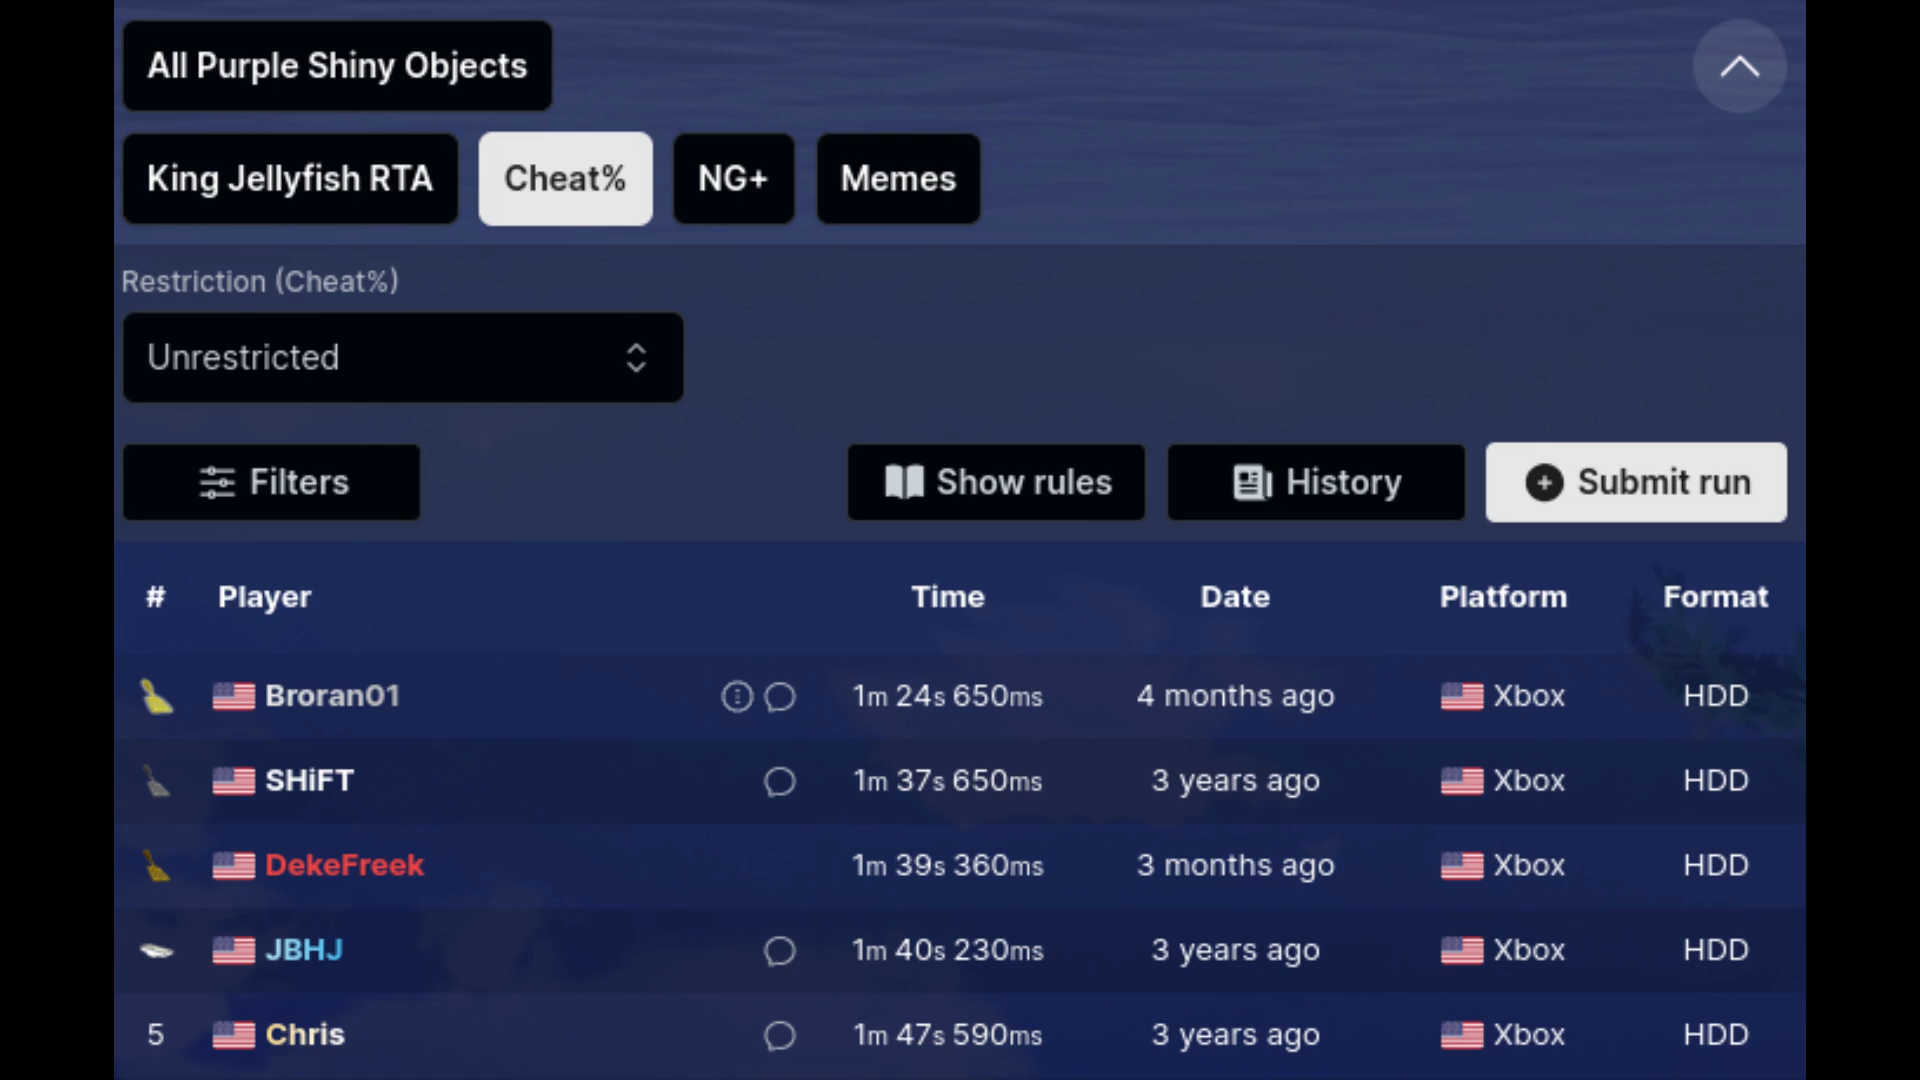 All Purple Shiny Objects
King Jellyfish RTA Cheat% NG+ Memes
Restriction (Cheat%)
Unrestricted
Filters Show rules History Submit run
# Player Time Date Platform Format
Broran01 1m 24s 650ms 4 months ago Xbox HDD
SHiFT 1m 37s 650ms 3 years ago Xbox HDD
DekeFreek 1m 39s 360ms 3 months ago Xbox HDD
JBHJ 1m 40s 230ms 3 years ago Xbox HDD
5 Chris 1m 47s 590ms 3 years ago Xbox HDD